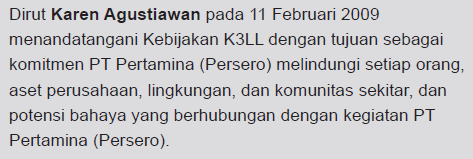 Dirut Karen Agustiawan pada 11 Februari 2009
menandatangani Kebijakan K3LL dengan tujuan sebagai
komitmen PT Pertamina (Persero) melindungi setiap orang,
aset perusahaan, lingkungan, dan komunitas sekitar, dan
potensi bahaya yang berhubungan dengan kegiatan PT
Pertamina (Persero).